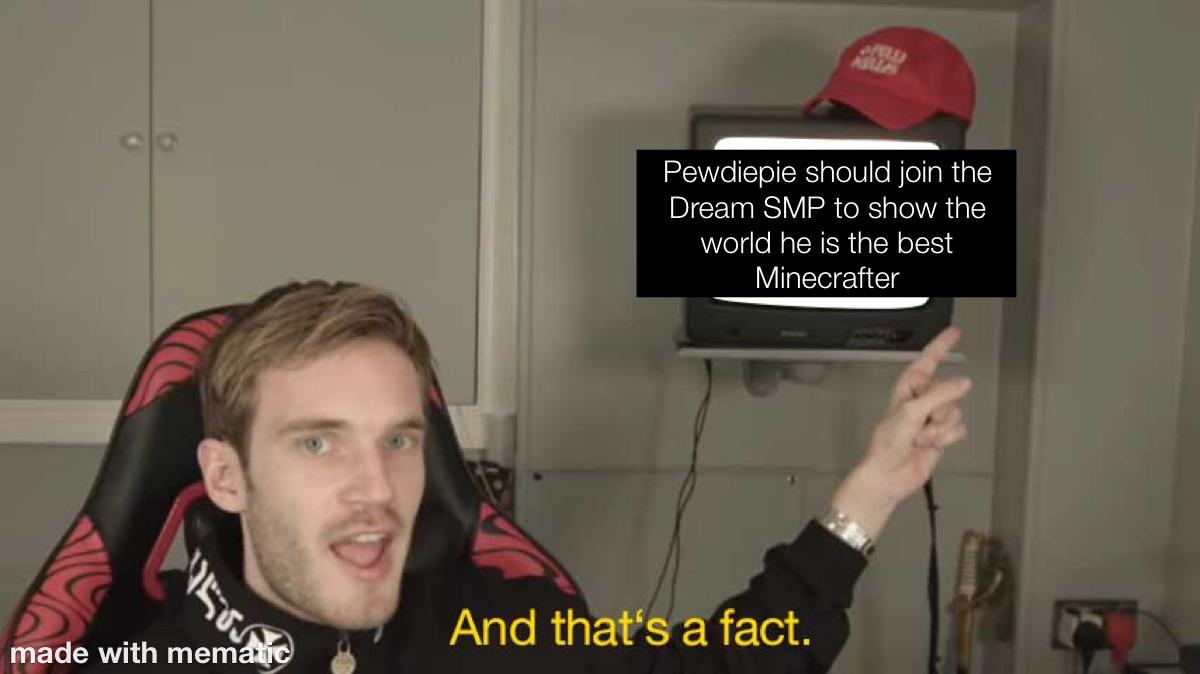 Pewdiepie should join the
Dream SMP to show the
world he is the best
Minecrafter
And that‘s a fact.
made with mematic